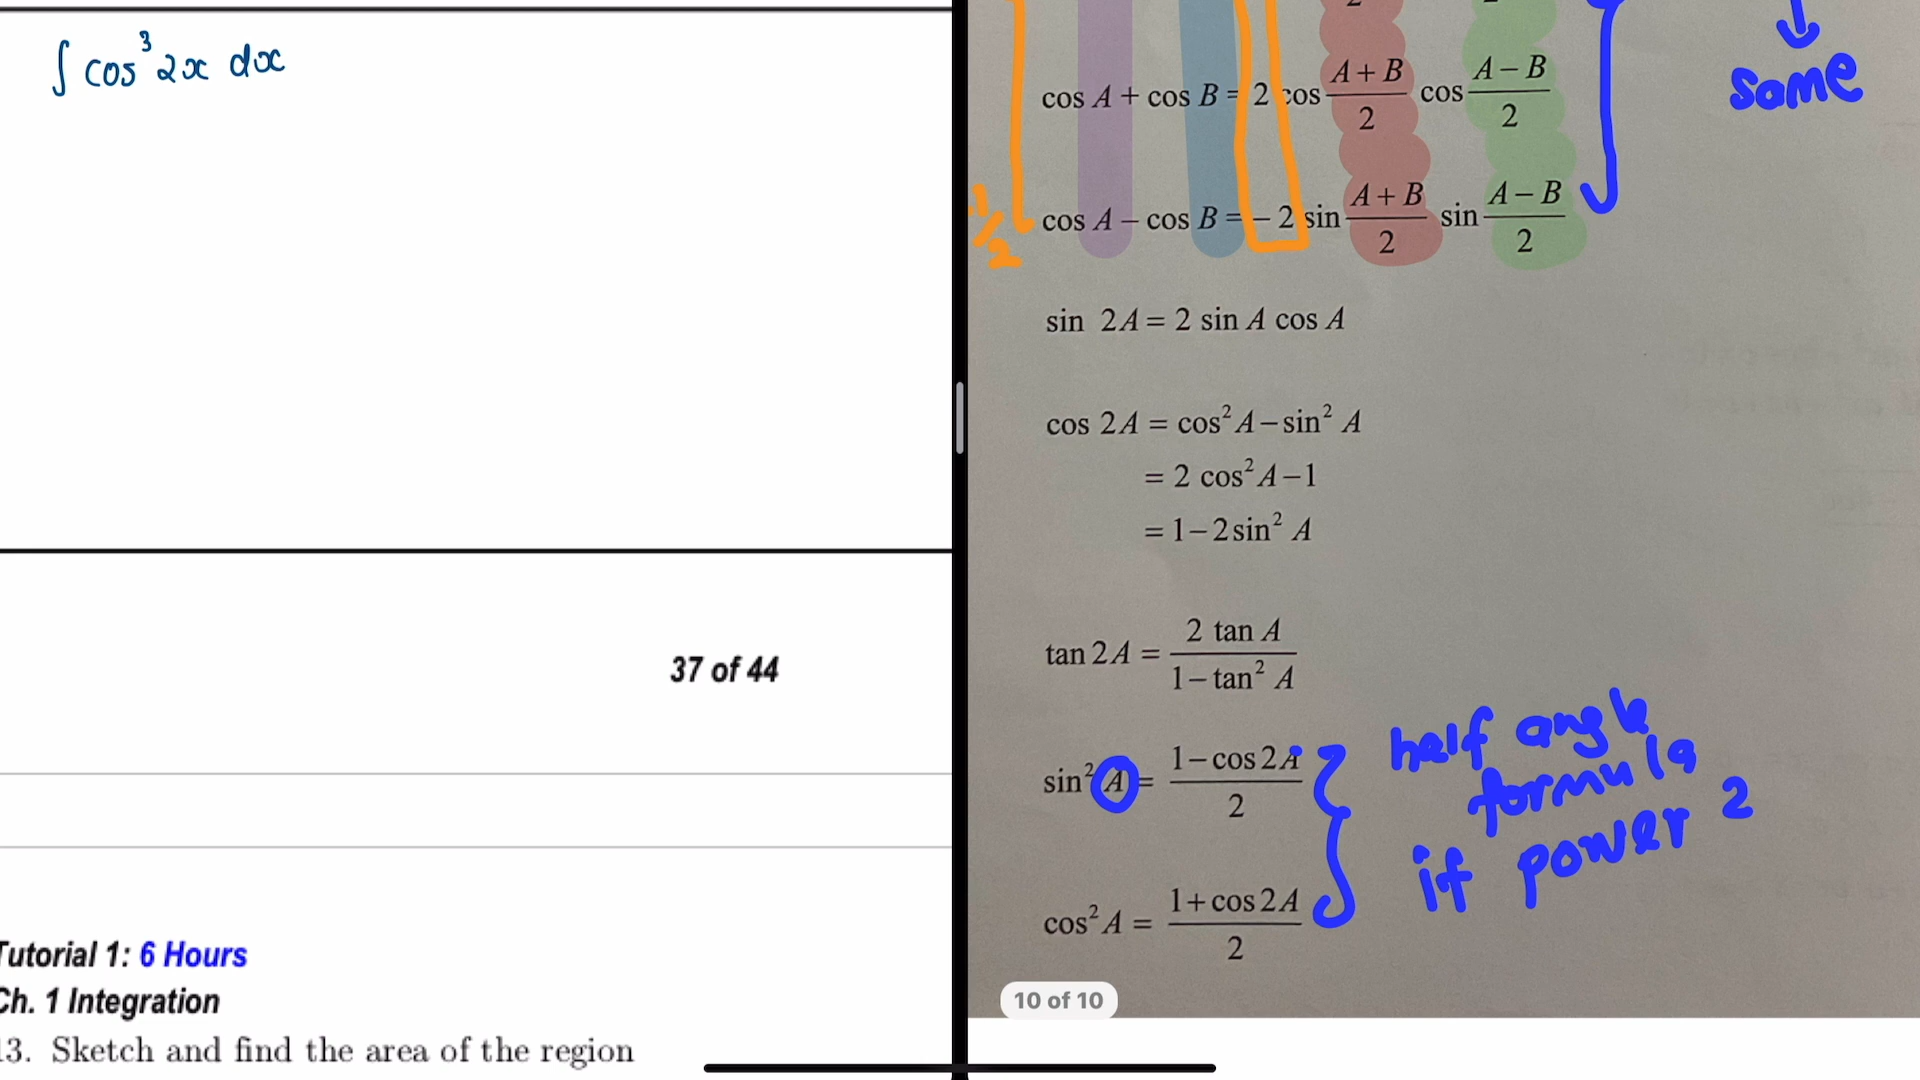 ∫ cos³ 2x dx
37 of 44
Tutorial 1: 6 Hours
Ch. 1 Integration
13. Sketch and find the area of the region
same
cos A + cos B = 2 cos (A + B)/2 cos (A − B)/2
1/2
cos A − cos B = − 2 sin (A + B)/2 sin (A − B)/2
sin 2A = 2 sin A cos A
cos 2A = cos² A − sin² A
= 2 cos² A − 1
= 1 − 2 sin² A
tan 2A = 2 tan A / 1 − tan² A
sin² A = 1 − cos 2A / 2
half angle
formula
if power 2
cos² A = 1 + cos 2A / 2
10 of 10